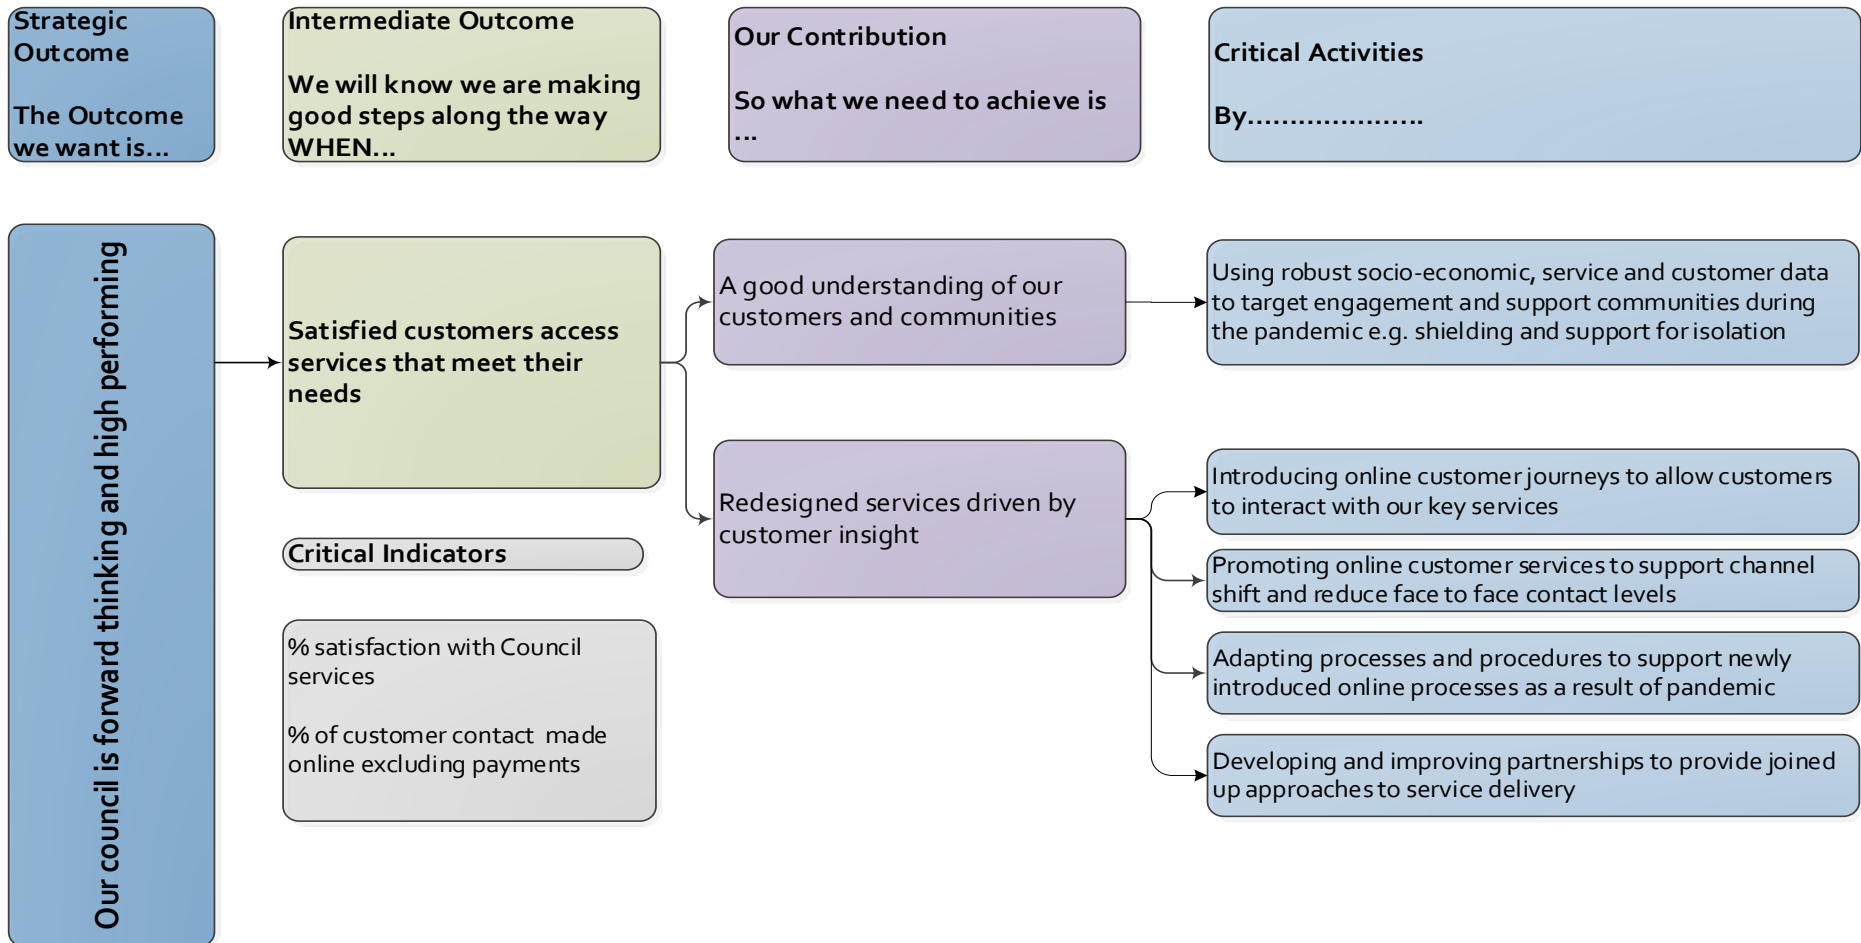 Strategic
Outcome
The Outcome
we want is...
Intermediate Outcome
We will know we are making
good steps along the way
WHEN...
Our Contribution
So what we need to achieve is
...
Critical Activities
By.....................
Our council is forward thinking and high performing
Satisfied customers access
services that meet their
needs
Critical Indicators
% satisfaction with Council
services
% of customer contact made
online excluding payments
A good understanding of our
customers and communities
Redesigned services driven by
customer insight
Using robust socio-economic, service and customer data
to target engagement and support communities during
the pandemic e.g. shielding and support for isolation
Introducing online customer journeys to allow customers
to interact with our key services
Promoting online customer services to support channel
shift and reduce face to face contact levels
Adapting processes and procedures to support newly
introduced online processes as a result of pandemic
Developing and improving partnerships to provide joined
up approaches to service delivery